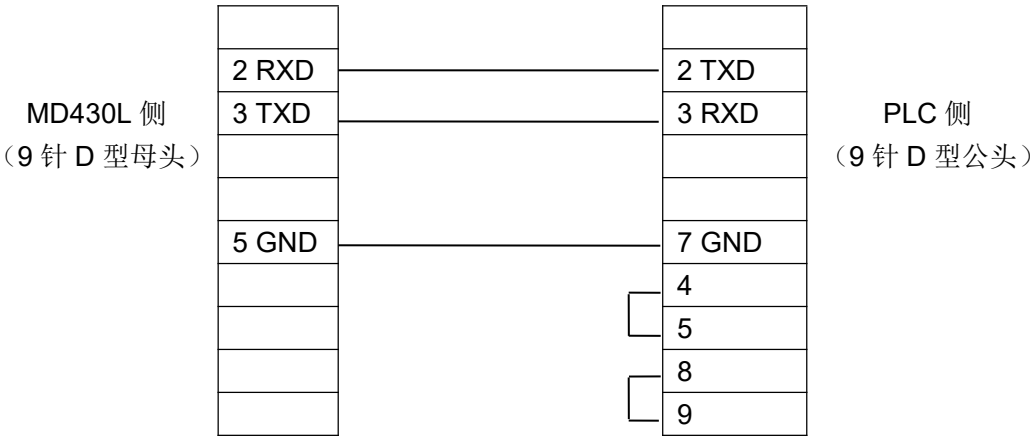 2 RXD
2 TXD
MD430L 侧
3 TXD
3 RXD
PLC 侧
（9 针 D 型母头）
（9 针 D 型公头）
5 GND
7 GND
4
5
8
9